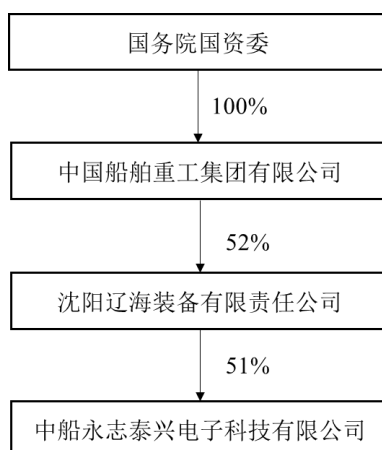 国务院国资委
100%
中国船舶重工集团有限公司
52%
沈阳辽海装备有限责任公司
51%
中船永志泰兴电子科技有限公司